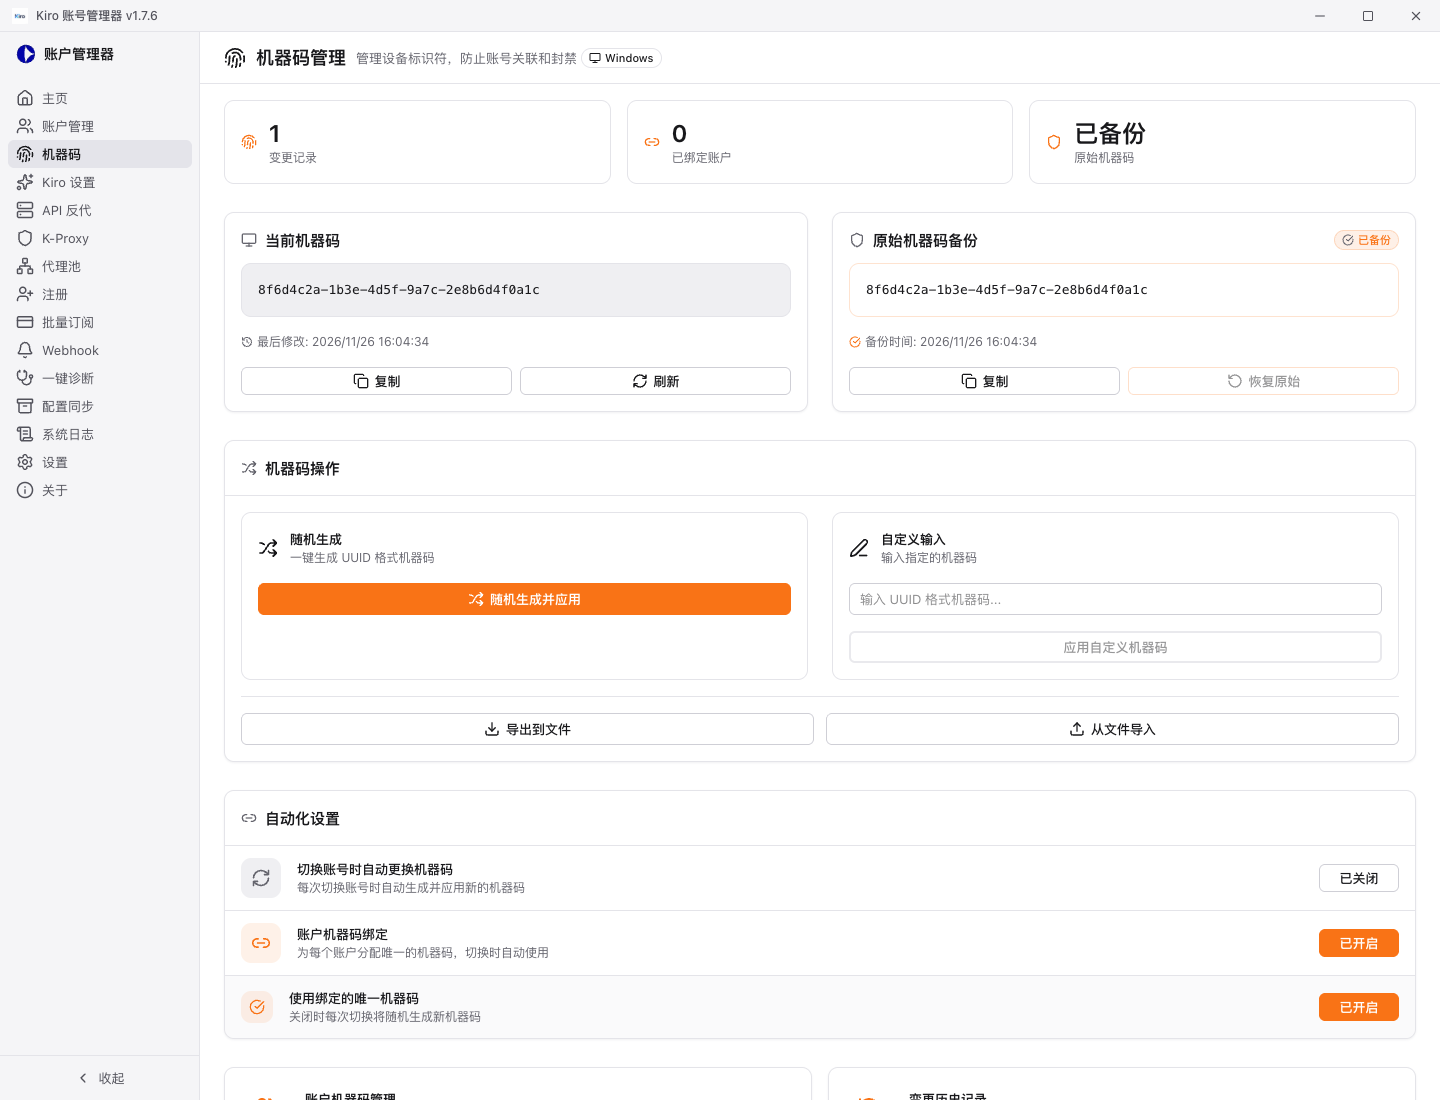 Kiro 账号管理器 v1.7.6
账户管理器
主页
账户管理
机器码
Kiro 设置
API 反代
K-Proxy
代理池
注册
批量订阅
Webhook
一键诊断
配置同步
系统日志
设置
关于
收起
机器码管理 管理设备标识符，防止账号关联和封禁 Windows
1
变更记录
0
已绑定账户
已备份
原始机器码
当前机器码
8f6d4c2a-1b3e-4d5f-9a7c-2e8b6d4f0a1c
最后修改: 2026/11/26 16:04:34
复制
刷新
原始机器码备份
已备份
8f6d4c2a-1b3e-4d5f-9a7c-2e8b6d4f0a1c
备份时间: 2026/11/26 16:04:34
复制
恢复原始
机器码操作
随机生成
一键生成 UUID 格式机器码
随机生成并应用
自定义输入
输入指定的机器码
输入 UUID 格式机器码...
应用自定义机器码
导出到文件
从文件导入
自动化设置
切换账号时自动更换机器码
每次切换账号时自动生成并应用新的机器码
已关闭
账户机器码绑定
为每个账户分配唯一的机器码，切换时自动使用
已开启
使用绑定的唯一机器码
关闭时每次切换将随机生成新机器码
已开启
账户机器码管理
变更历史记录